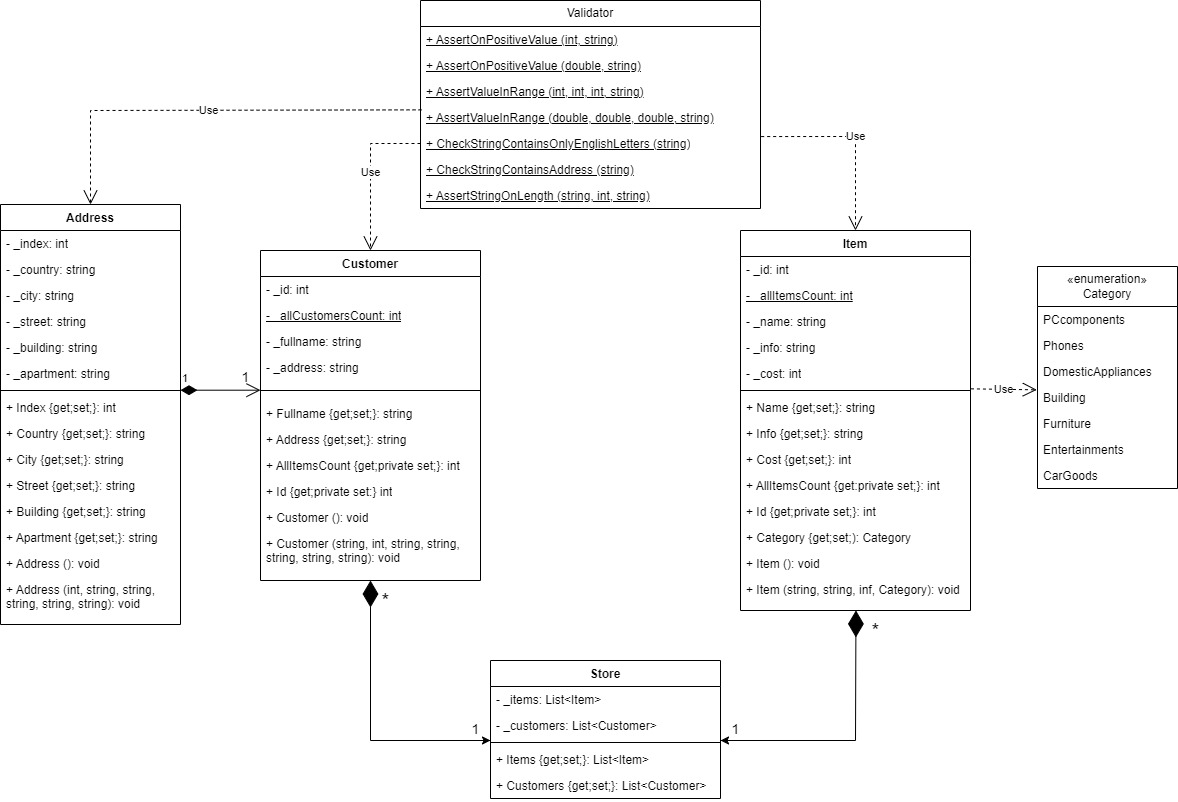 Validator
+ AssertOnPositiveValue (int, string)
+ AssertOnPositiveValue (double, string)
+ AssertValueInRange (int, int, int, string)
+ AssertValueInRange (double, double, double, string)
+ CheckStringContainsOnlyEnglishLetters (string)
+ CheckStringContainsAddress (string)
+ AssertStringOnLength (string, int, string)
Use
Use
Use
Address
- _index: int
- _country: string
- _city: string
- _street: string
- _building: string
- _apartment: string
+ Index {get;set;}: int
+ Country {get;set;}: string
+ City {get;set;}: string
+ Street {get;set;}: string
+ Building {get;set;}: string
+ Apartment {get;set;}: string
+ Address (): void
+ Address (int, string, string,
string, string, string): void
1
1
Customer
- _id: int
- _allCustomersCount: int
- _fullname: string
- _address: string
+ Fullname {get;set;}: string
+ Address {get;set;}: string
+ AllItemsCount {get;private set;}: int
+ Id {get;private set:} int
+ Customer (): void
+ Customer (string, int, string, string,
string, string, string): void
*
1
Item
- _id: int
- _allItemsCount: int
- _name: string
- _info: string
- _cost: int
+ Name {get;set;}: string
+ Info {get;set;}: string
+ Cost {get;set;}: int
+ AllItemsCount {get;private set;}: int
+ Id {get;private set;}: int
+ Category {get;set;): Category
+ Item (): void
+ Item (string, string, inf, Category): void
*
1
Use
«enumeration»
Category
PCcomponents
Phones
DomesticAppliances
Building
Furniture
Entertainments
CarGoods
Store
- _items: List<Item>
- _customers: List<Customer>
+ Items {get;set;}: List<Item>
+ Customers {get;set;}: List<Customer>